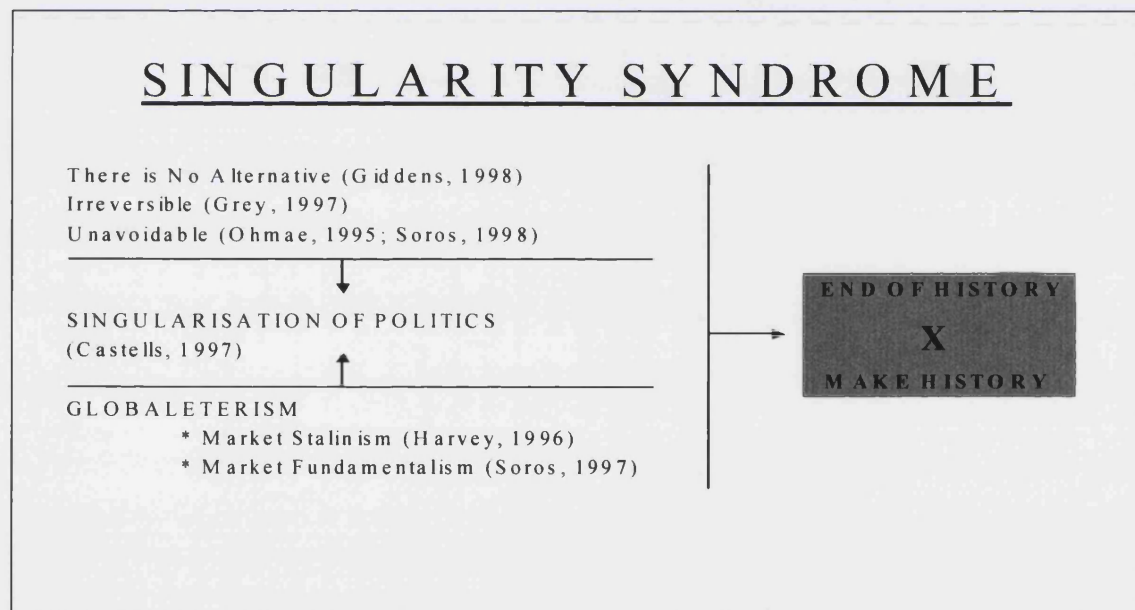 SINGULARITY SYNDROME
There is No Alternative (Giddens, 1998)
Irreversible (Grey, 1997)
Unavoidable (Ohmae, 1995; Soros, 1998)
SINGULARISATION OF POLITICS
(Castells, 1997)
GLOBALETERISM
* Market Stalinism (Harvey, 1996)
* Market Fundamentalism (Soros, 1997)
END OF HISTORY
X
MAKE HISTORY